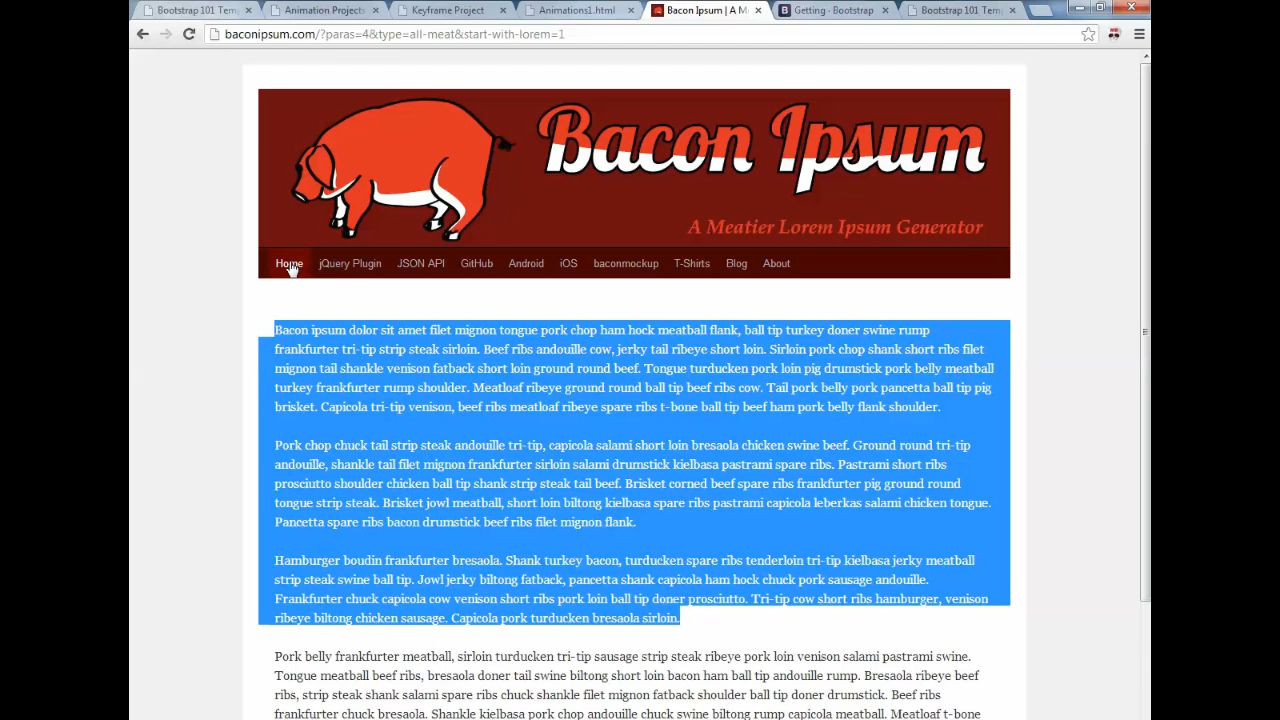 Bootstrap 101 Temp
Animation Projects
Keyframe Project
Animations1.html
Bacon Ipsum | A M
Getting · Bootstrap
Bootstrap 101 Temp
baconipsum.com/?paras=4&type=all-meat&start-with-lorem=1
Bacon Ipsum
A Meatier Lorem Ipsum Generator
Home jQuery Plugin JSON API GitHub Android iOS baconmockup T-Shirts Blog About
Bacon ipsum dolor sit amet filet mignon tongue pork chop ham hock meatball flank, ball tip turkey doner swine rump
frankfurter tri-tip strip steak sirloin. Beef ribs andouille cow, jerky tail ribeye short loin. Sirloin pork chop shank short ribs filet
mignon tail shankle venison fatback short loin ground round beef. Tongue turducken pork loin pig drumstick pork belly meatball
turkey frankfurter rump shoulder. Meatloaf ribeye ground round ball tip beef ribs cow. Tail pork belly pork pancetta ball tip pig
brisket. Capicola tri-tip venison, beef ribs meatloaf ribeye spare ribs t-bone ball tip beef ham pork belly flank shoulder.
Pork chop chuck tail strip steak andouille tri-tip, capicola salami short loin bresaola chicken swine beef. Ground round tri-tip
andouille, shankle tail filet mignon frankfurter sirloin salami drumstick kielbasa pastrami spare ribs. Pastrami short ribs
prosciutto shoulder chicken ball tip shank strip steak tail beef. Brisket corned beef spare ribs frankfurter pig ground round
tongue strip steak. Brisket jowl meatball, short loin biltong kielbasa spare ribs pastrami capicola leberkas salami chicken tongue.
Pancetta spare ribs bacon drumstick beef ribs filet mignon flank.
Hamburger boudin frankfurter bresaola. Shank turkey bacon, turducken spare ribs tenderloin tri-tip kielbasa jerky meatball
strip steak swine ball tip. Jowl jerky biltong fatback, pancetta shank capicola ham hock chuck pork sausage andouille.
Frankfurter chuck capicola cow venison short ribs pork loin ball tip doner prosciutto. Tri-tip cow short ribs hamburger, venison
ribeye biltong chicken sausage. Capicola pork turducken bresaola sirloin.
Pork belly frankfurter meatball, sirloin turducken tri-tip sausage strip steak ribeye pork loin venison salami pastrami swine.
Tongue meatball beef ribs, bresaola doner tail swine biltong short loin bacon ham ball tip andouille rump. Bresaola ribeye beef
ribs, strip steak shank salami spare ribs chuck shankle filet mignon fatback shoulder ball tip doner drumstick. Beef ribs
frankfurter chuck bresaola. Shankle pork chop andouille chuck swine biltong rump capicola meatball. Meatloaf t-bone